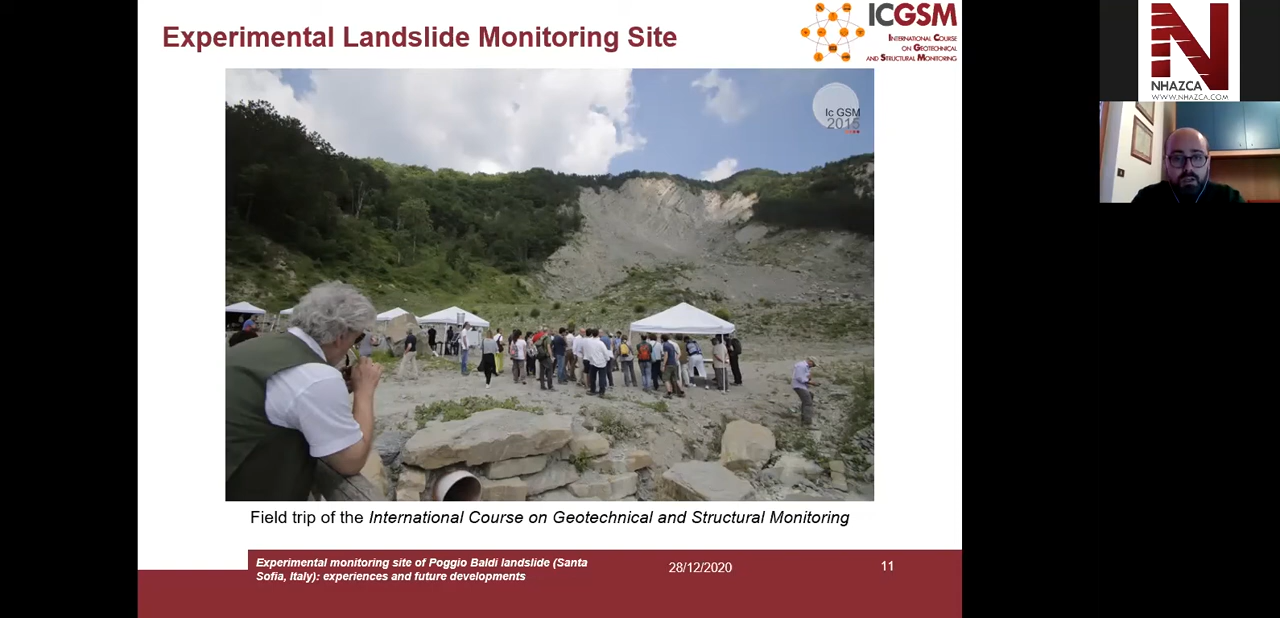 Experimental Landslide Monitoring Site
ICGSM
INTERNATIONAL COURSE
ON GEOTECHNICAL
AND STRUCTURAL MONITORING
NHAZCA
WWW.NHAZCA.COM
Ic GSM
2015
Field trip of the International Course on Geotechnical and Structural Monitoring
Experimental monitoring site of Poggio Baldi landslide (Santa
Sofia, Italy): experiences and future developments
28/12/2020
11